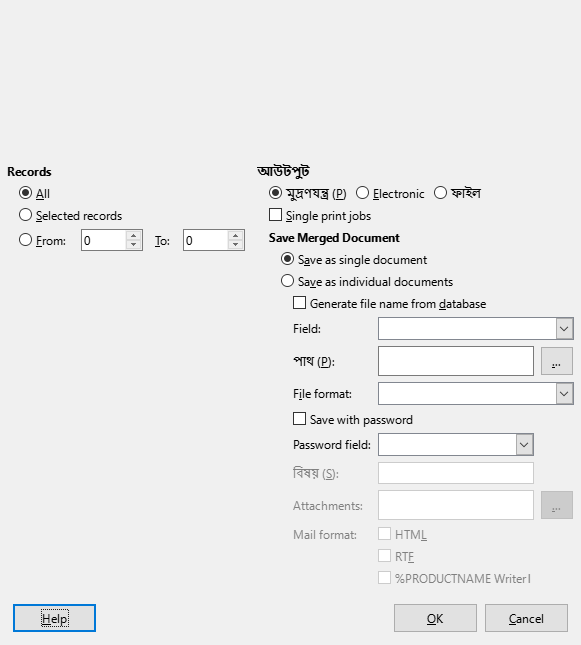 Records
All
Selected records
From: 0 To: 0
আউটপুট
মুদ্রণযন্ত্র (P) Electronic ফাইল
Single print jobs
Save Merged Document
Save as single document
Save as individual documents
Generate file name from database
Field:
পাথ (P): ...
File format:
Save with password
Password field:
বিষয় (S):
Attachments: ...
Mail format: HTML
RTF
%PRODUCTNAME Writer
Help OK Cancel